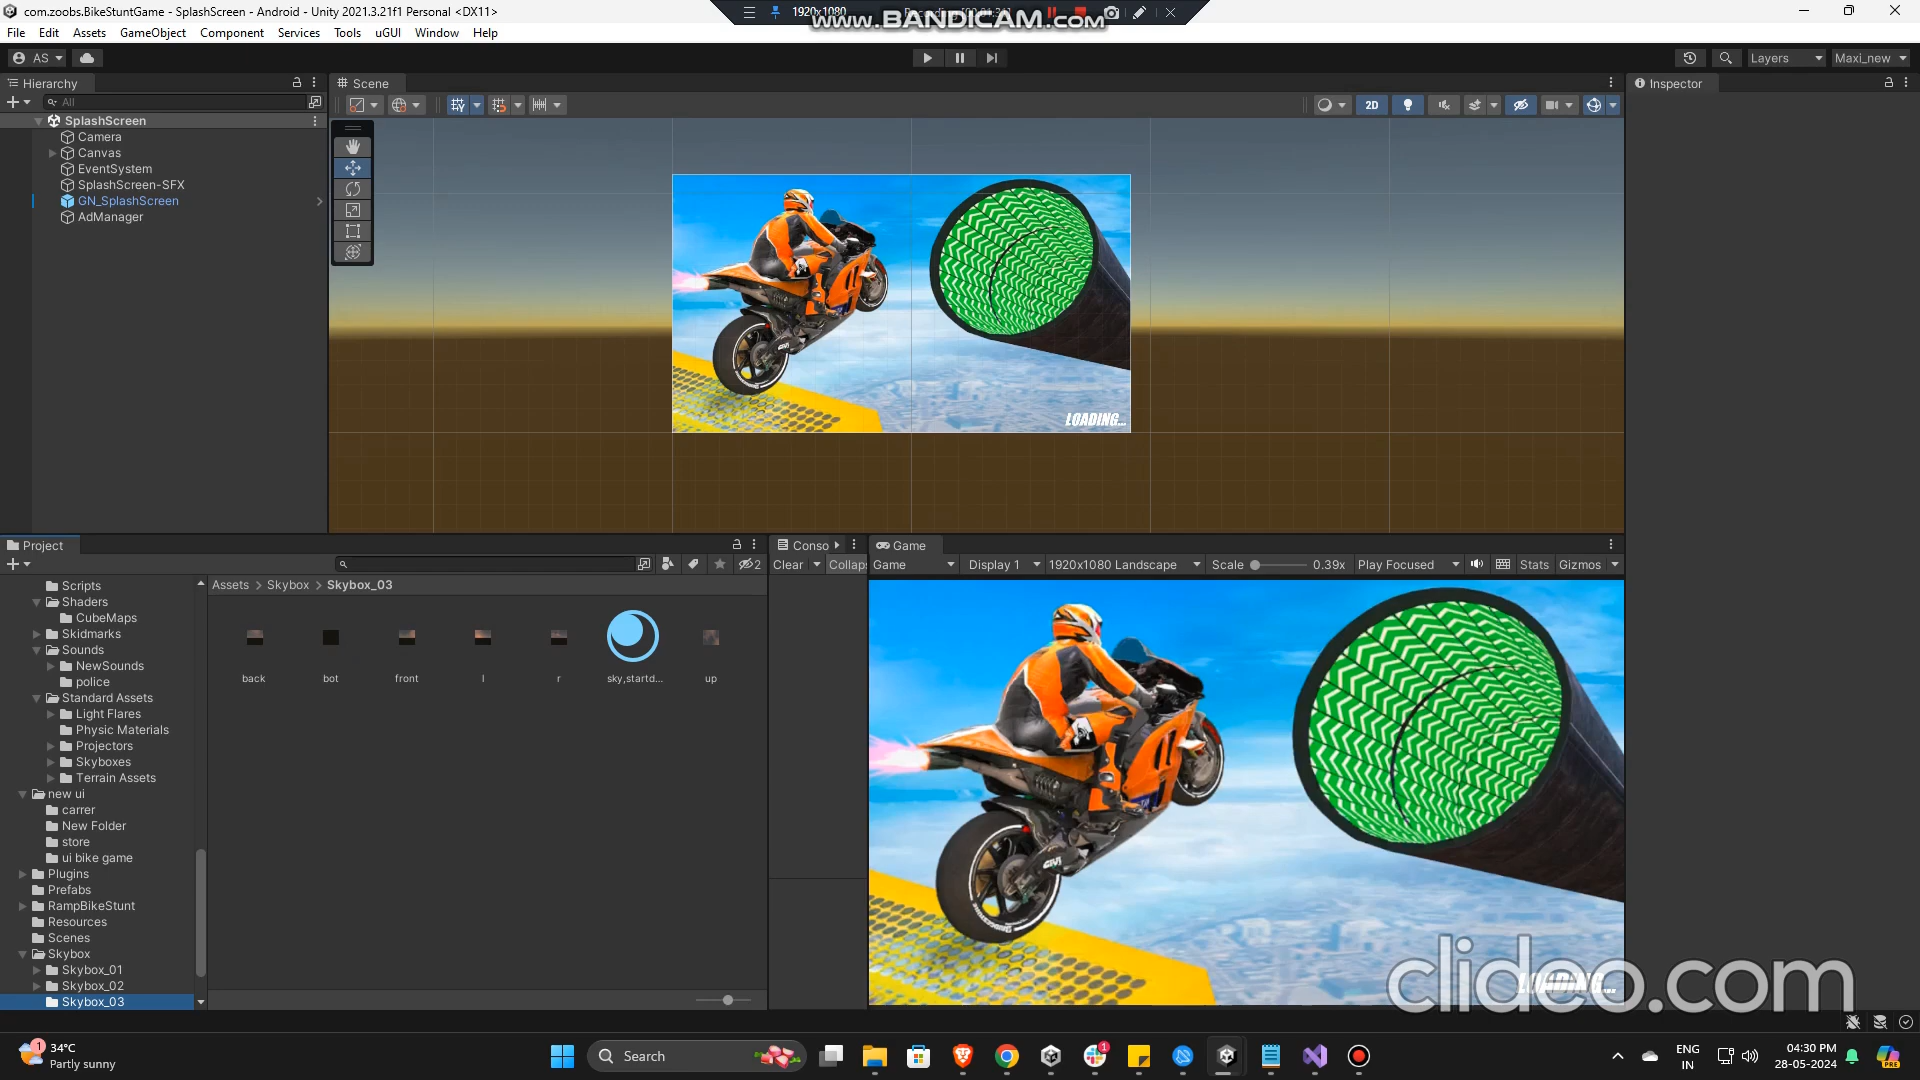 com.zoobs.BikeStuntGame - SplashScreen - Android - Unity 2021.3.21f1 Personal <DX11>
1920x1080
www.BANDICAM.com
File Edit Assets GameObject Component Services Tools uGUI Window Help
AS
Layers
Maxi_new
Hierarchy
All
SplashScreen
Camera
Canvas
EventSystem
SplashScreen-SFX
GN_SplashScreen
AdManager
Scene
2D
LOADING...
Inspector
Project
2
Assets > Skybox > Skybox_03
Scripts
Shaders
CubeMaps
Skidmarks
Sounds
NewSounds
police
Standard Assets
Light Flares
Physic Materials
Projectors
Skyboxes
Terrain Assets
new ui
carrer
New Folder
store
ui bike game
Plugins
Prefabs
RampBikeStunt
Resources
Scenes
Skybox
Skybox_01
Skybox_02
Skybox_03
back bot front l r sky,startd... up
Conso
Clear Collaps
Game
Game Display 1 1920x1080 Landscape Scale 0.39x Play Focused Stats Gizmos
clideo.com
1
34°C
Partly sunny
Search
1
ENG
IN
04:30 PM
28-05-2024
PRE